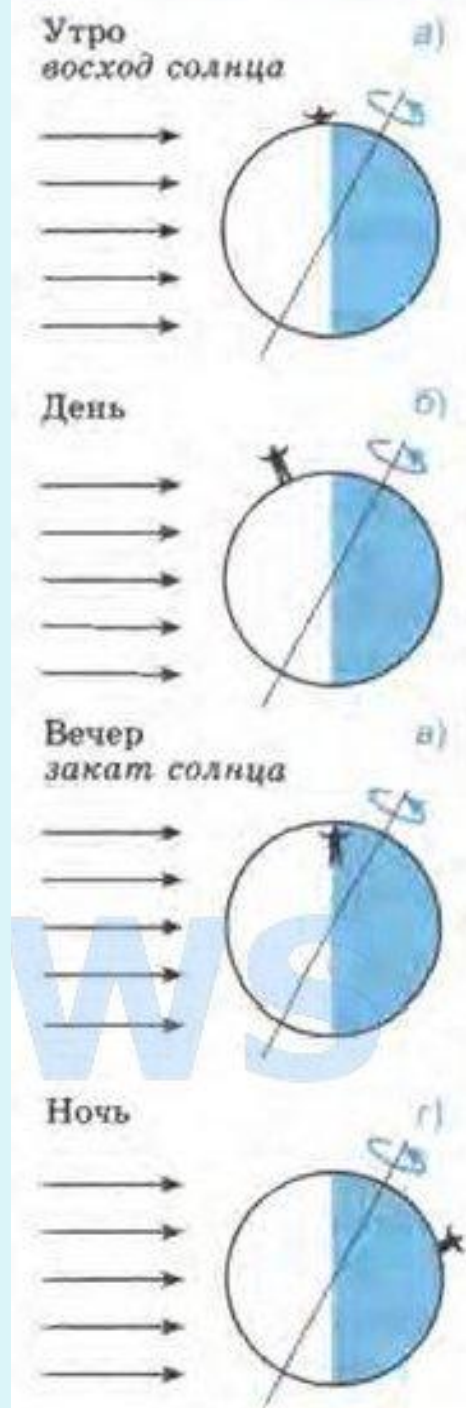 Утро а)
восход солнца
День б)
Вечер в)
закат солнца
WS
Ночь г)